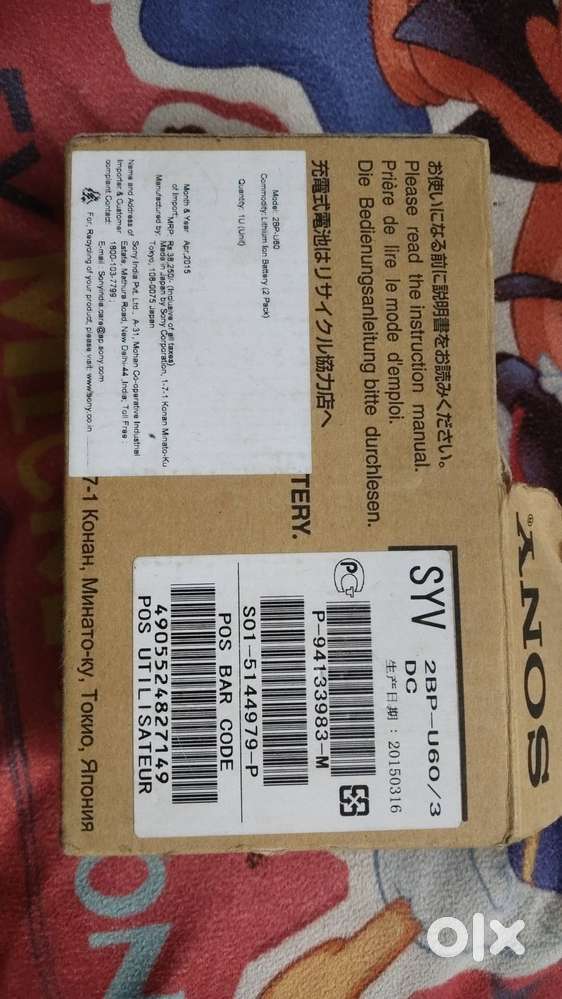 お使いになる前に説明書をお読みください。
Please read the instruction manual.
Prière de lire le mode d'emploi.
Die Bedienungsanleitung bitte durchlesen.
充電式電池はリサイクル協力店へ
TERY.
7-1 Конан, Минато-ку, Токио, Япония
Model: 2BP-U60
Commodity: Lithium Ion Battery (2 Pack)
Quantity: 1U (Unit)
Month & Year Apr,2015
of Import:
MRP: Rs 38,250/- (Inclusive of all taxes)
Made in Japan by Sony Corporation, 1-7-1 Konan Minato-Ku
Manufactured by: Tokyo, 108-0275 Japan
Name and Address of Sony India Pvt. Ltd., A-31, Mohan Co-operative Industrial
Importer & Customer Estate, Mathura Road, New Delhi-44 ,India, Toll Free :
complaint Contact: 1800-103-7799,
E-mail : Sonyindia.care@ap.sony.com
For, Recycling of your product, please visit: www.sony.co.in
SYV 2BP-U60/3
DC
生产日期: 20150316
P-94133983-M
PCT
S01-5144979-P
POS BAR CODE
4905524827149
POS UTILISATEUR
SONY®
olx